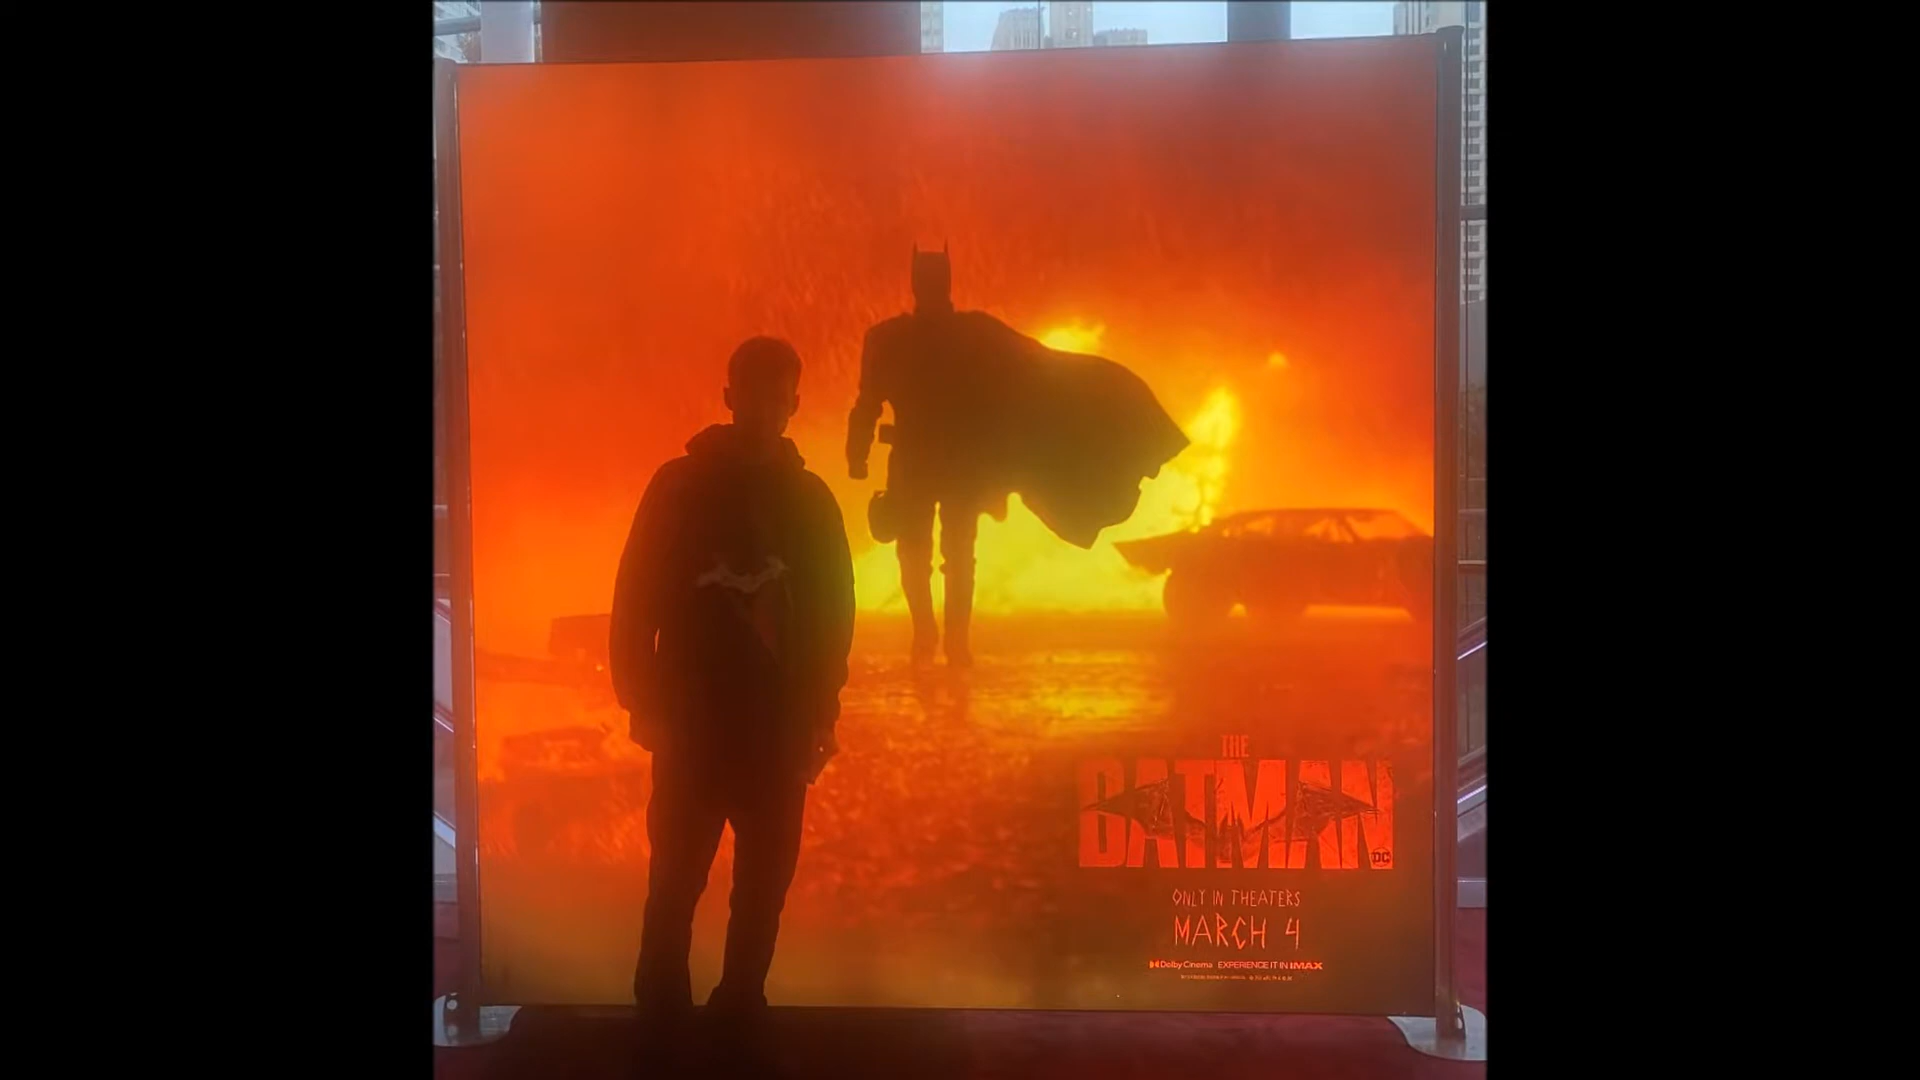 THE
BATMAN
DC
ONLY IN THEATERS
MARCH 4
Dolby Cinema EXPERIENCE IT IN IMAX